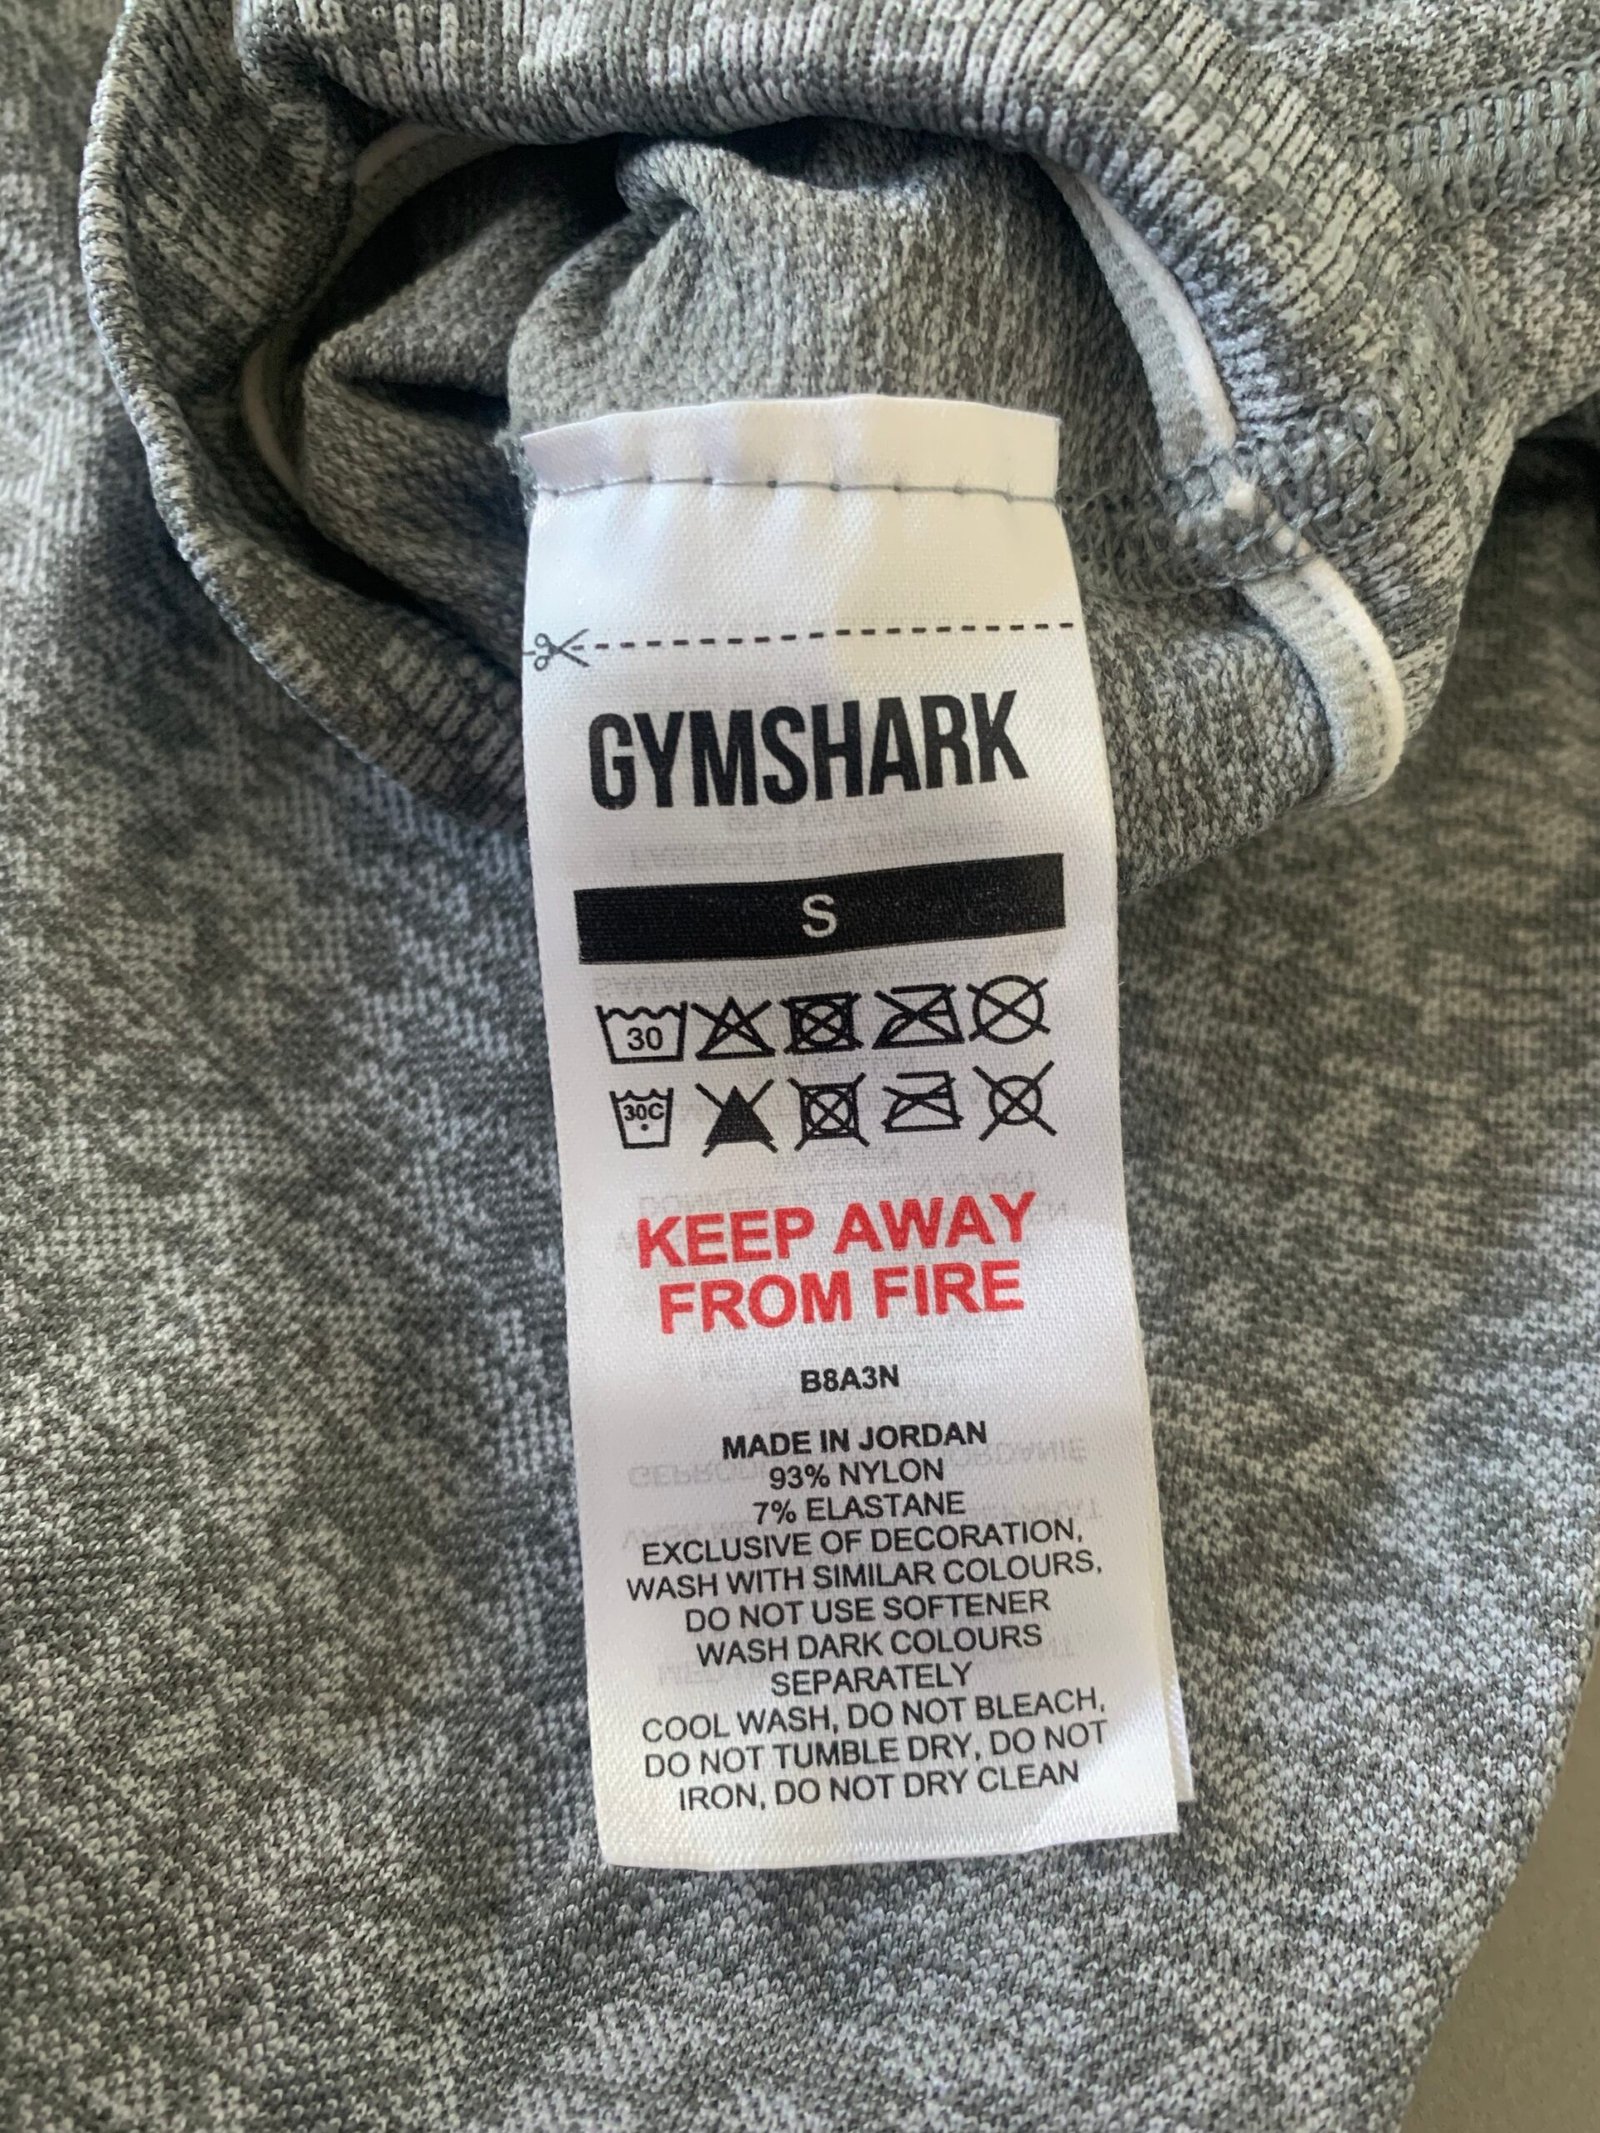 GYMSHARK
S
30
30C
KEEP AWAY
FROM FIRE
B8A3N
MADE IN JORDAN
93% NYLON
7% ELASTANE
EXCLUSIVE OF DECORATION,
WASH WITH SIMILAR COLOURS,
DO NOT USE SOFTENER
WASH DARK COLOURS
SEPARATELY
COOL WASH, DO NOT BLEACH,
DO NOT TUMBLE DRY, DO NOT
IRON, DO NOT DRY CLEAN